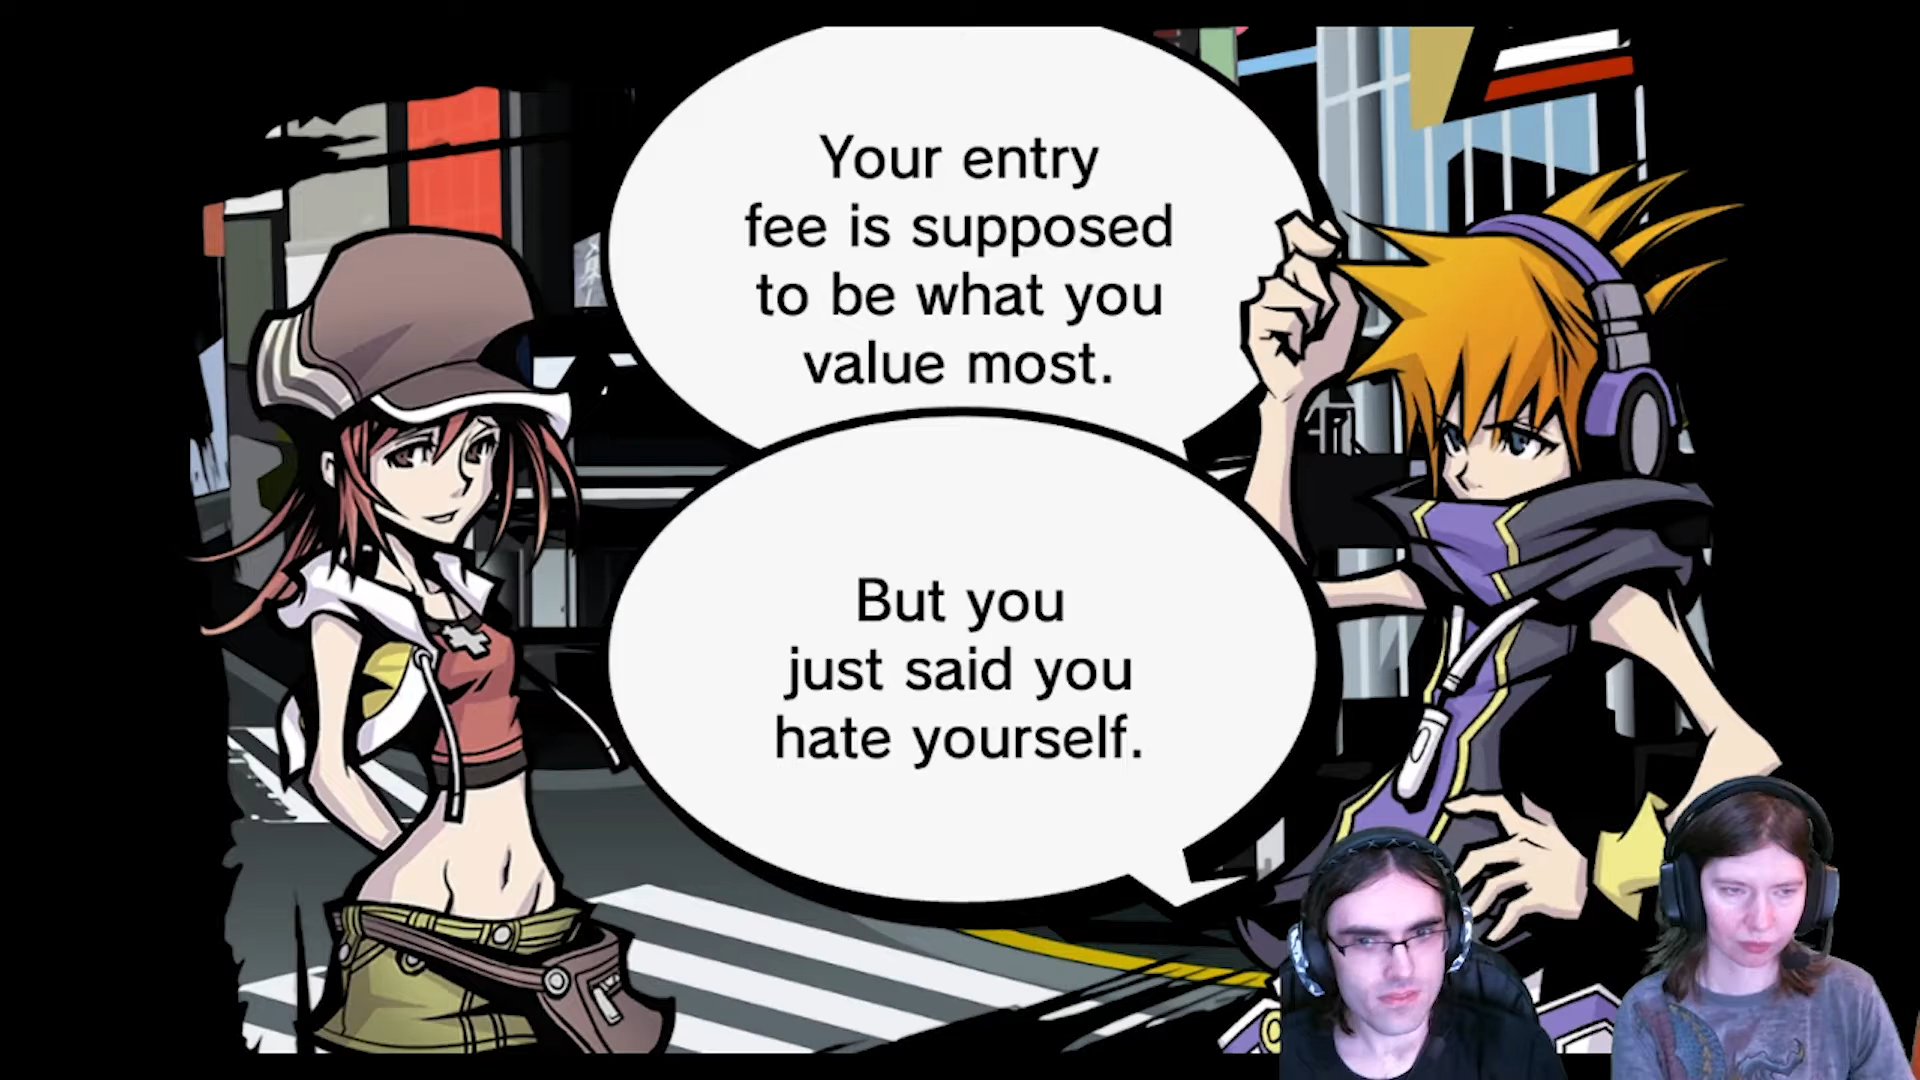 Your entry
fee is supposed
to be what you
value most.
But you
just said you
hate yourself.